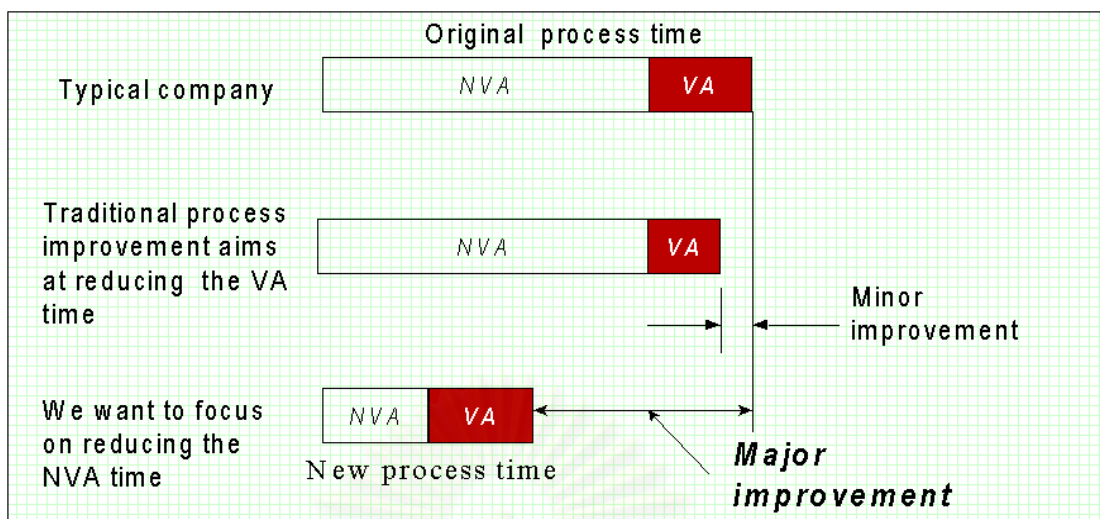 Original process time
Typical company
NVA
VA
Traditional process
improvement aims
at reducing the VA
time
NVA
VA
Minor
improvement
We want to focus
on reducing the
NVA time
NVA
VA
New process time
Major
improvement